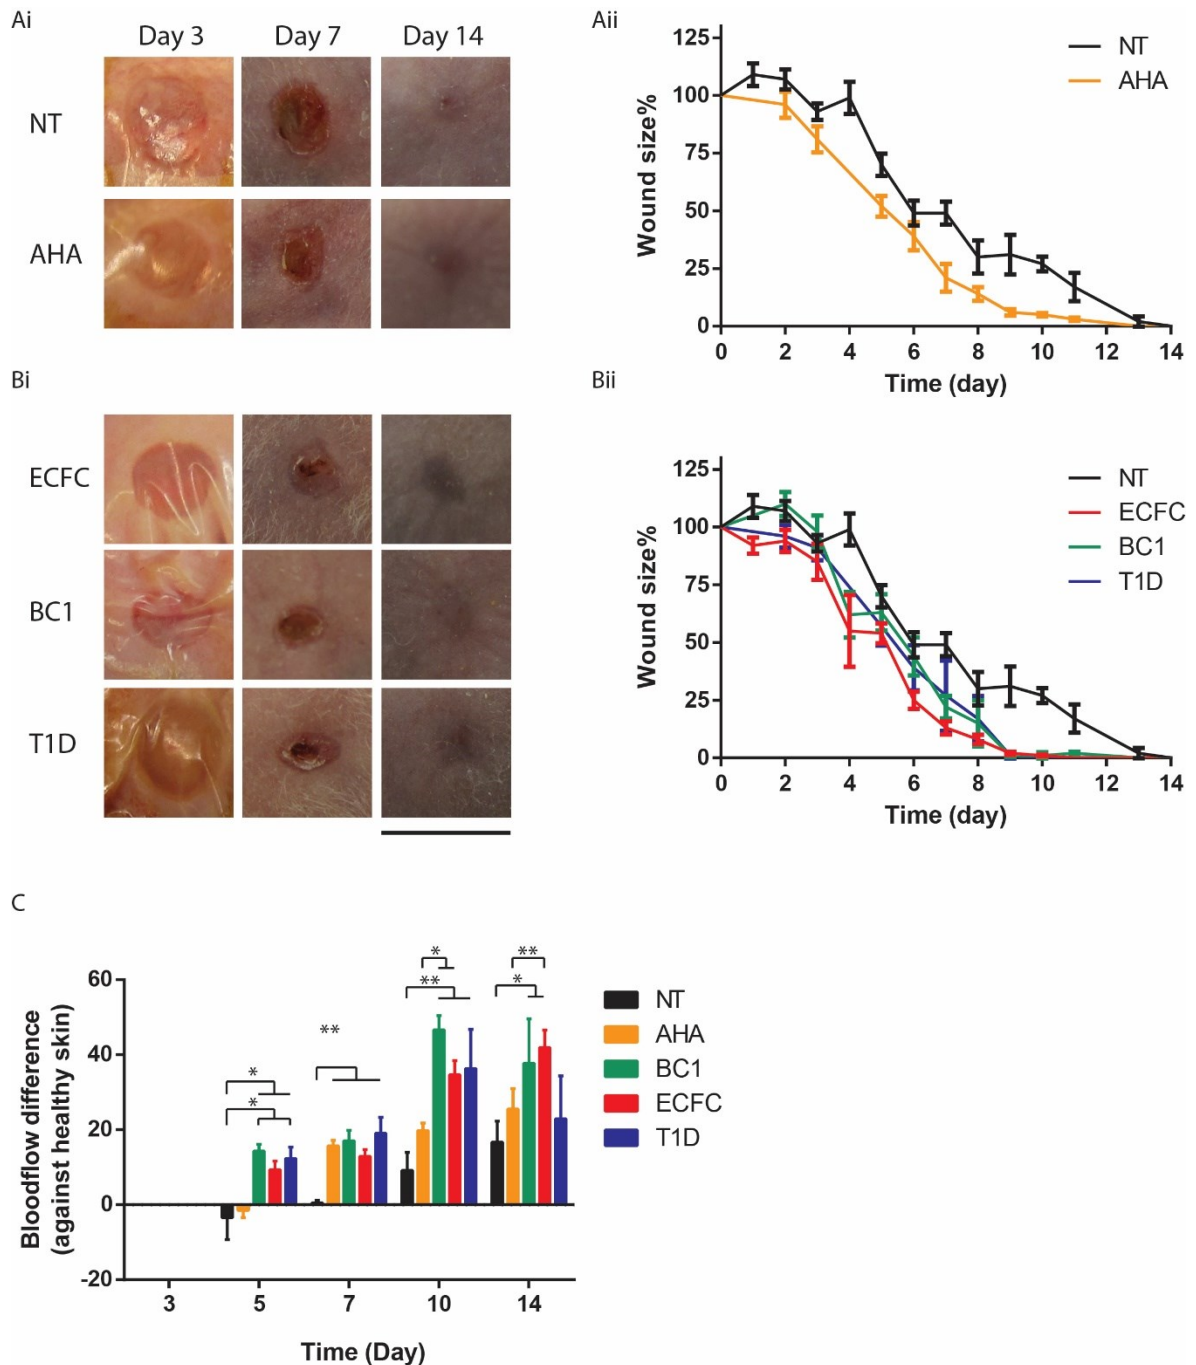 Ai
Day 3 Day 7 Day 14
NT
AHA
Aii
125
100
75
50
25
0
Wound size%
0 2 4 6 8 10 12 14
Time (day)
NT
AHA
Bi
ECFC
BC1
T1D
Bii
125
100
75
50
25
0
Wound size%
0 2 4 6 8 10 12 14
Time (day)
NT
ECFC
BC1
T1D
C
60
40
20
0
-20
Bloodflow difference
(against healthy skin)
*
*
**
*
**
**
*
3 5 7 10 14
Time (Day)
NT
AHA
BC1
ECFC
T1D